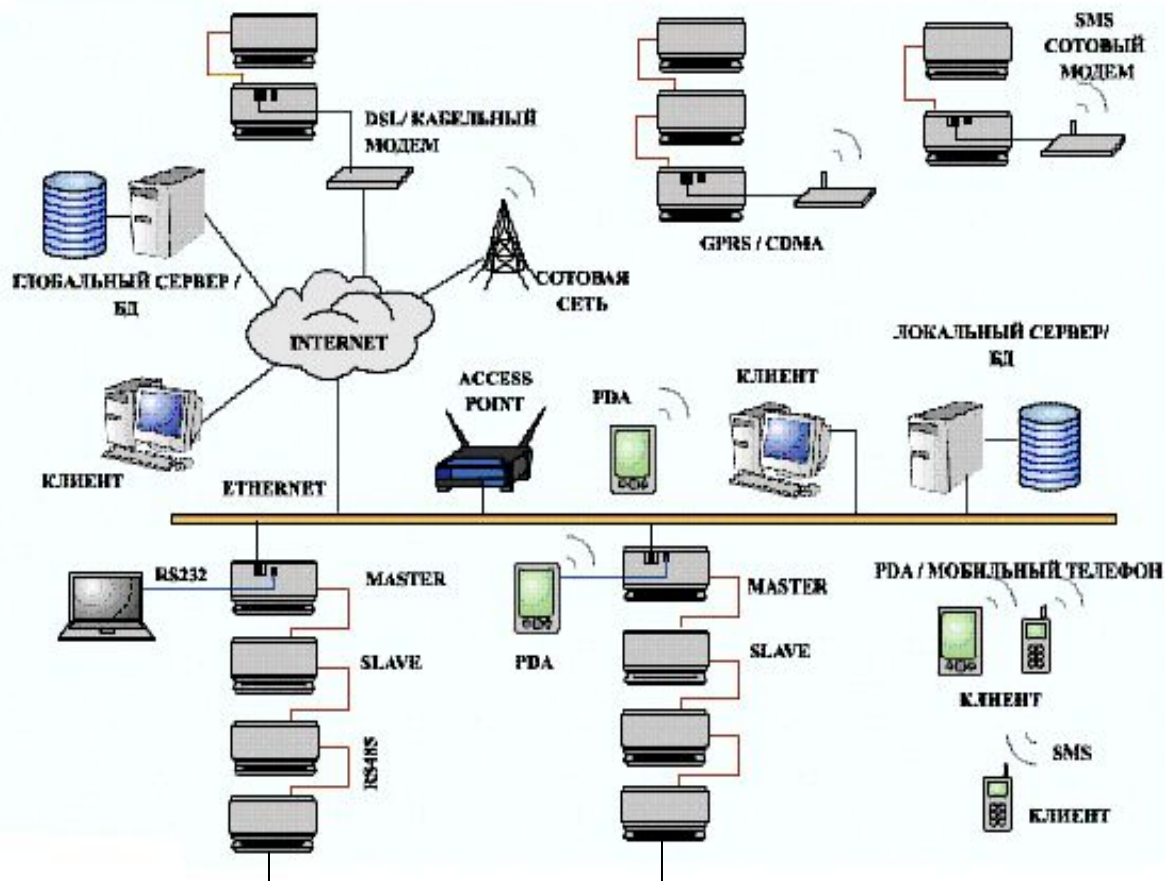 SMS
СОТОВЫЙ
МОДЕМ
DSL/ КАБЕЛЬНЫЙ
МОДЕМ
GPRS / CDMA
ГЛОБАЛЬНЫЙ СЕРВЕР /
БД
СОТОВАЯ
СЕТЬ
INTERNET
ЛОКАЛЬНЫЙ СЕРВЕР/
БД
ACCESS
POINT
PDA
КЛИЕНТ
КЛИЕНТ
ETHERNET
RS232
MASTER
MASTER
PDA / МОБИЛЬНЫЙ ТЕЛЕФОН
SLAVE
PDA
SLAVE
КЛИЕНТ
RS485
SMS
КЛИЕНТ